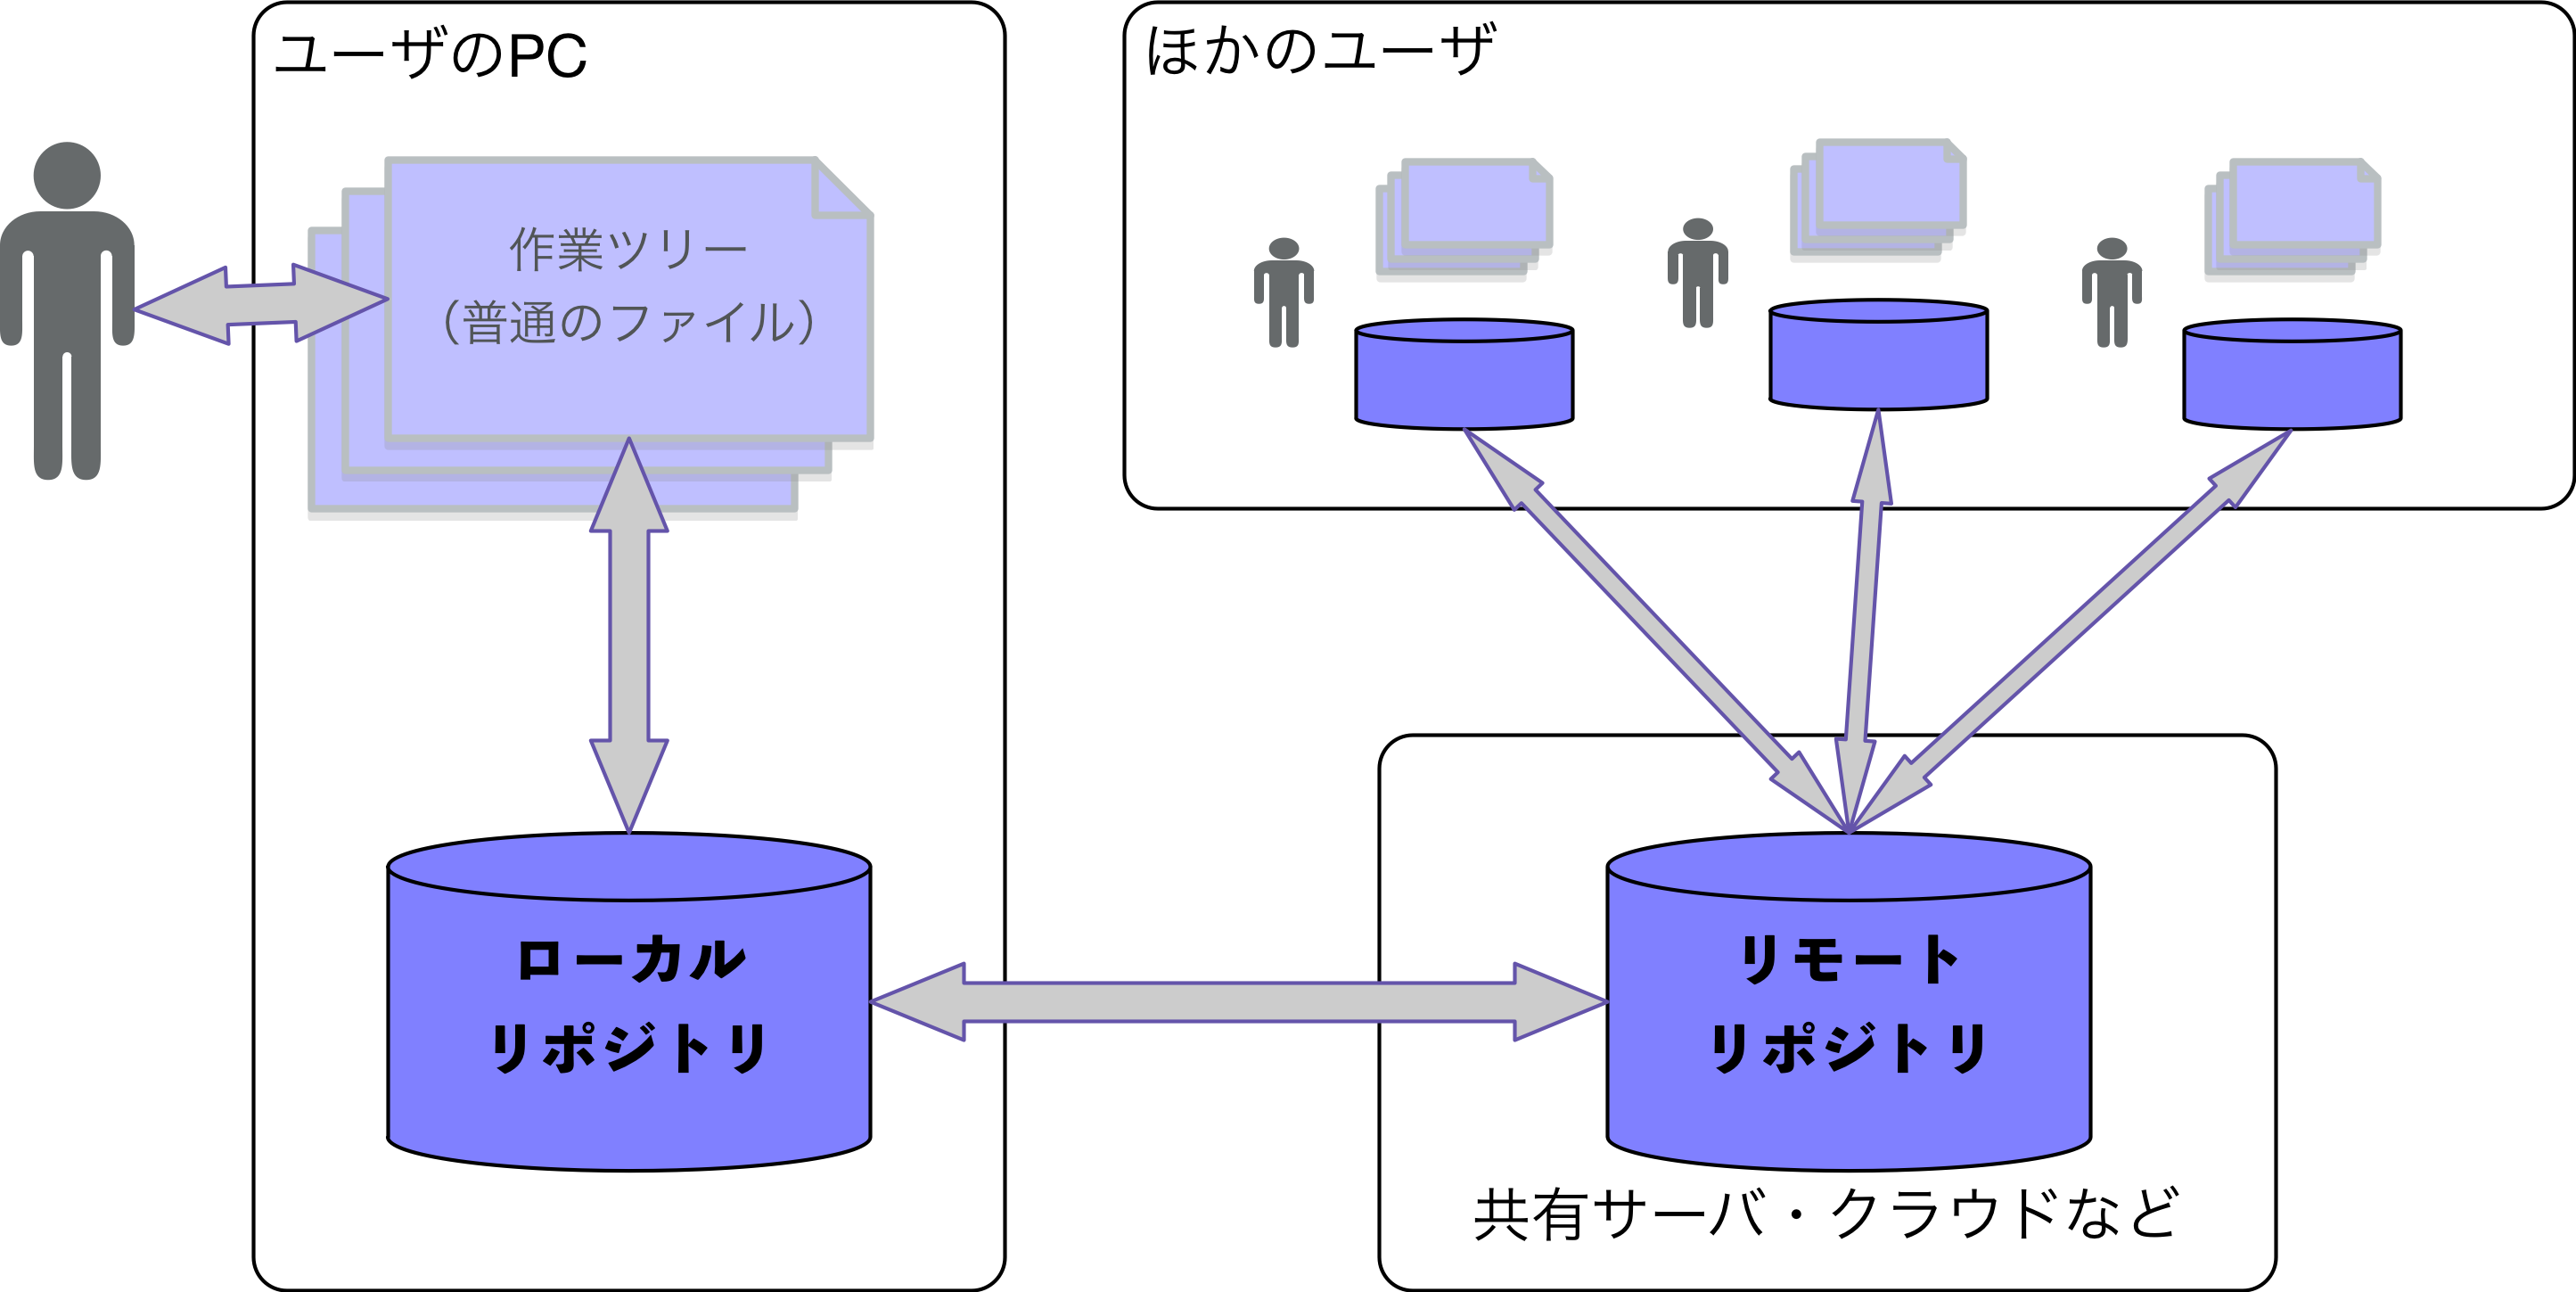 ユーザのPC
作業ツリー
（普通のファイル）
ローカル
リポジトリ
ほかのユーザ
リモート
リポジトリ
共有サーバ・クラウドなど